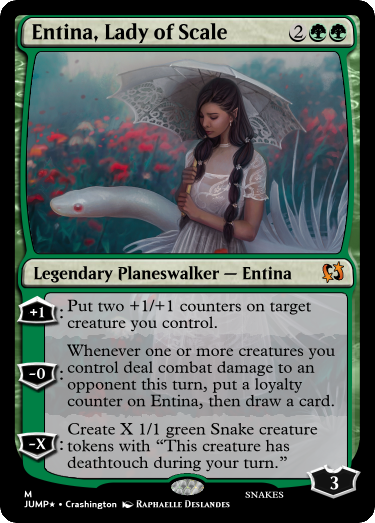 Entina, Lady of Scale 2
Legendary Planeswalker — Entina
+1: Put two +1/+1 counters on target
creature you control.
Whenever one or more creatures you
control deal combat damage to an
-0: opponent this turn, put a loyalty
counter on Entina, then draw a card.
-X: Create X 1/1 green Snake creature
tokens with “This creature has
deathtouch during your turn.”
3
M
JUMP★ • Crashington Raphaelle Deslandes SNAKES